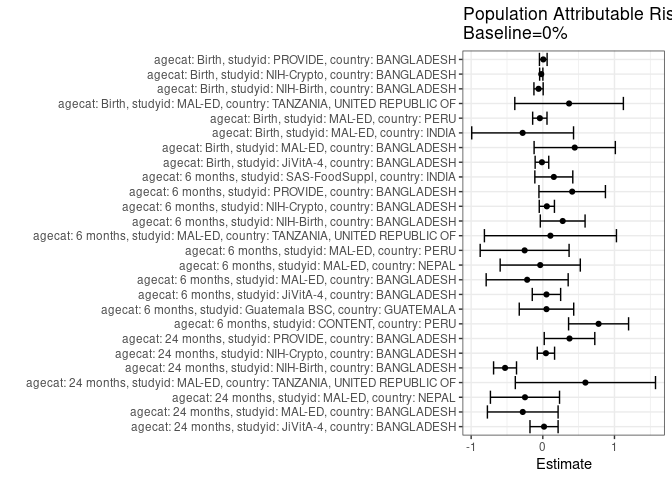 Population Attributable Ris
Baseline=0%
agecat: Birth, studyid: PROVIDE, country: BANGLADESH
agecat: Birth, studyid: NIH-Crypto, country: BANGLADESH
agecat: Birth, studyid: NIH-Birth, country: BANGLADESH
agecat: Birth, studyid: MAL-ED, country: TANZANIA, UNITED REPUBLIC OF
agecat: Birth, studyid: MAL-ED, country: PERU
agecat: Birth, studyid: MAL-ED, country: INDIA
agecat: Birth, studyid: MAL-ED, country: BANGLADESH
agecat: Birth, studyid: JiVitA-4, country: BANGLADESH
agecat: 6 months, studyid: SAS-FoodSuppl, country: INDIA
agecat: 6 months, studyid: PROVIDE, country: BANGLADESH
agecat: 6 months, studyid: NIH-Crypto, country: BANGLADESH
agecat: 6 months, studyid: NIH-Birth, country: BANGLADESH
agecat: 6 months, studyid: MAL-ED, country: TANZANIA, UNITED REPUBLIC OF
agecat: 6 months, studyid: MAL-ED, country: PERU
agecat: 6 months, studyid: MAL-ED, country: NEPAL
agecat: 6 months, studyid: MAL-ED, country: BANGLADESH
agecat: 6 months, studyid: JiVitA-4, country: BANGLADESH
agecat: 6 months, studyid: Guatemala BSC, country: GUATEMALA
agecat: 6 months, studyid: CONTENT, country: PERU
agecat: 24 months, studyid: PROVIDE, country: BANGLADESH
agecat: 24 months, studyid: NIH-Crypto, country: BANGLADESH
agecat: 24 months, studyid: NIH-Birth, country: BANGLADESH
agecat: 24 months, studyid: MAL-ED, country: TANZANIA, UNITED REPUBLIC OF
agecat: 24 months, studyid: MAL-ED, country: NEPAL
agecat: 24 months, studyid: MAL-ED, country: BANGLADESH
agecat: 24 months, studyid: JiVitA-4, country: BANGLADESH
-1 0 1
Estimate